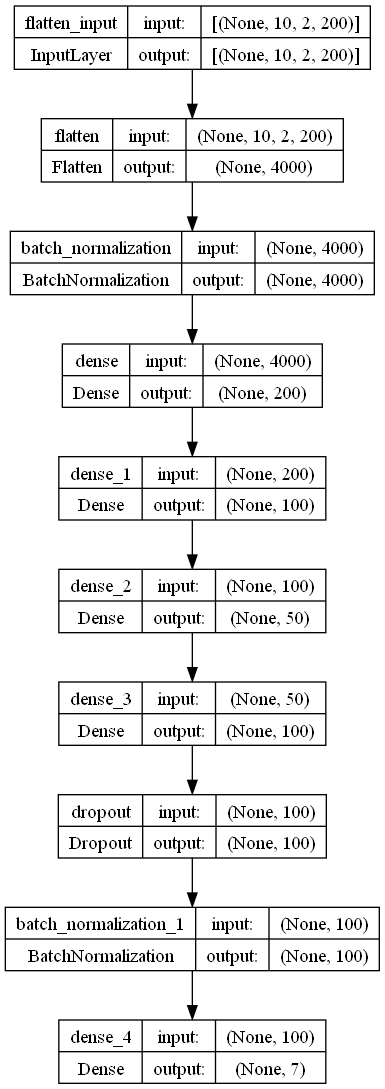 flatten_input input: [(None, 10, 2, 200)]
InputLayer output: [(None, 10, 2, 200)]
flatten input: (None, 10, 2, 200)
Flatten output: (None, 4000)
batch_normalization input: (None, 4000)
BatchNormalization output: (None, 4000)
dense input: (None, 4000)
Dense output: (None, 200)
dense_1 input: (None, 200)
Dense output: (None, 100)
dense_2 input: (None, 100)
Dense output: (None, 50)
dense_3 input: (None, 50)
Dense output: (None, 100)
dropout input: (None, 100)
Dropout output: (None, 100)
batch_normalization_1 input: (None, 100)
BatchNormalization output: (None, 100)
dense_4 input: (None, 100)
Dense output: (None, 7)